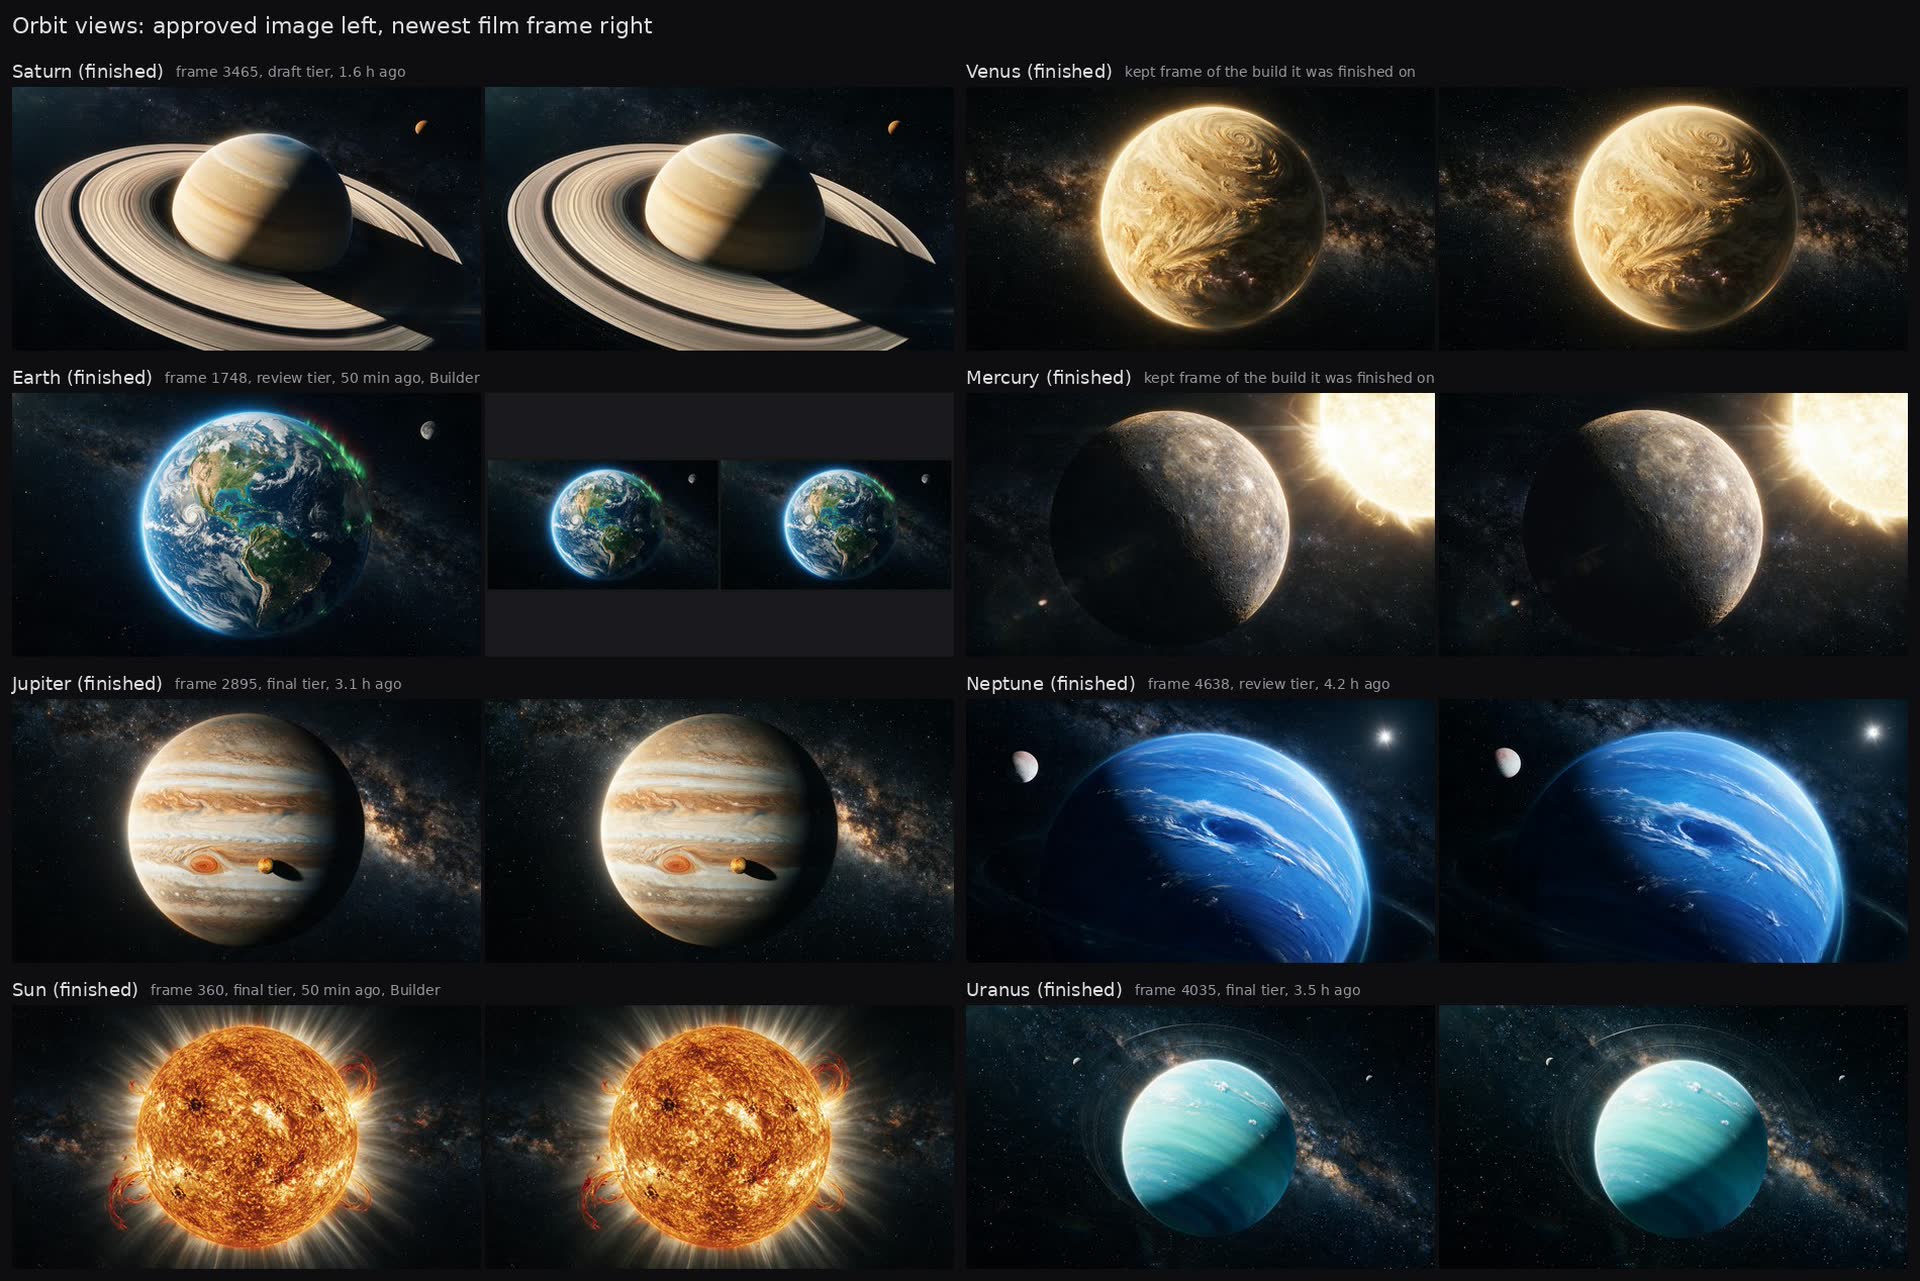 Orbit views: approved image left, newest film frame right
Saturn (finished) frame 3465, draft tier, 1.6 h ago
Venus (finished) kept frame of the build it was finished on
Earth (finished) frame 1748, review tier, 50 min ago, Builder
Mercury (finished) kept frame of the build it was finished on
Jupiter (finished) frame 2895, final tier, 3.1 h ago
Neptune (finished) frame 4638, review tier, 4.2 h ago
Sun (finished) frame 360, final tier, 50 min ago, Builder
Uranus (finished) frame 4035, final tier, 3.5 h ago